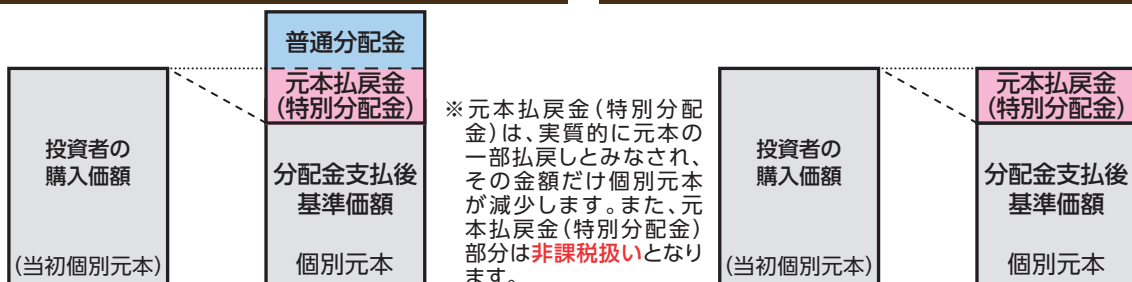 普通分配金
元本払戻金
(特別分配金)
投資者の
購入価額
(当初個別元本)
分配金支払後
基準価額
個別元本
※元本払戻金(特別分配
金)は、実質的に元本の
一部払戻しとみなされ、
その金額だけ個別元本
が減少します。また、元
本払戻金(特別分配金)
部分は非課税扱いとなり
ます。
投資者の
購入価額
(当初個別元本)
元本払戻金
(特別分配金)
分配金支払後
基準価額
個別元本